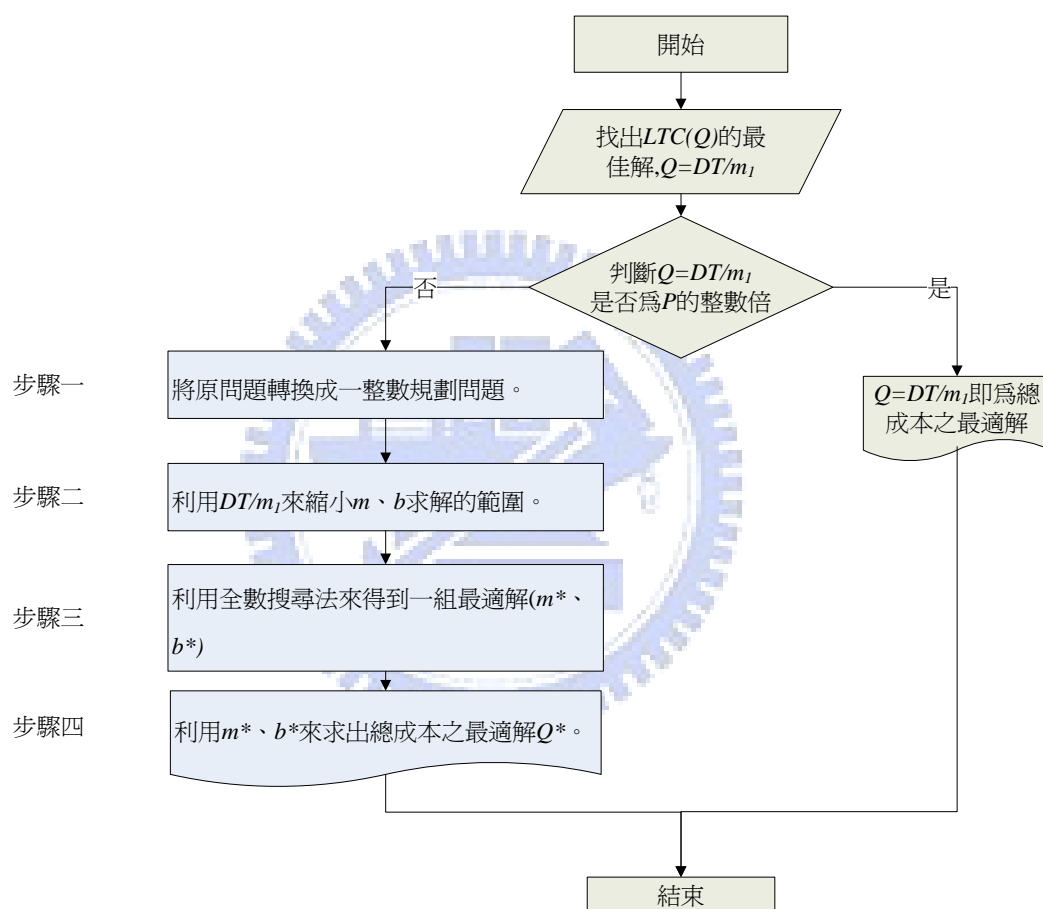 開始
找出LTC(Q)的最
佳解,Q=DT/m1
判斷Q=DT/m1
是否為P的整數倍
否
是
步驟一
將原問題轉換成一整數規劃問題。
Q=DT/m1即為總
成本之最適解
步驟二
利用DT/m1來縮小m、b求解的範圍。
步驟三
利用全數搜尋法來得到一組最適解(m*、
b*)
步驟四
利用m*、b*來求出總成本之最適解Q*。
結束